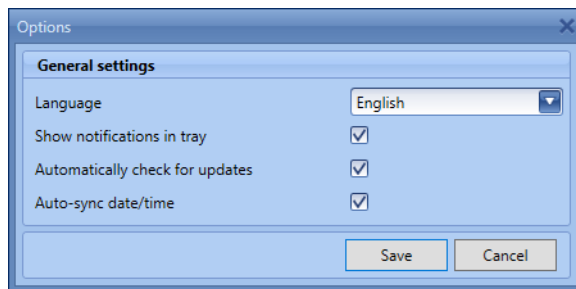 Options
General settings
Language English
Show notifications in tray
Automatically check for updates
Auto-sync date/time
Save Cancel